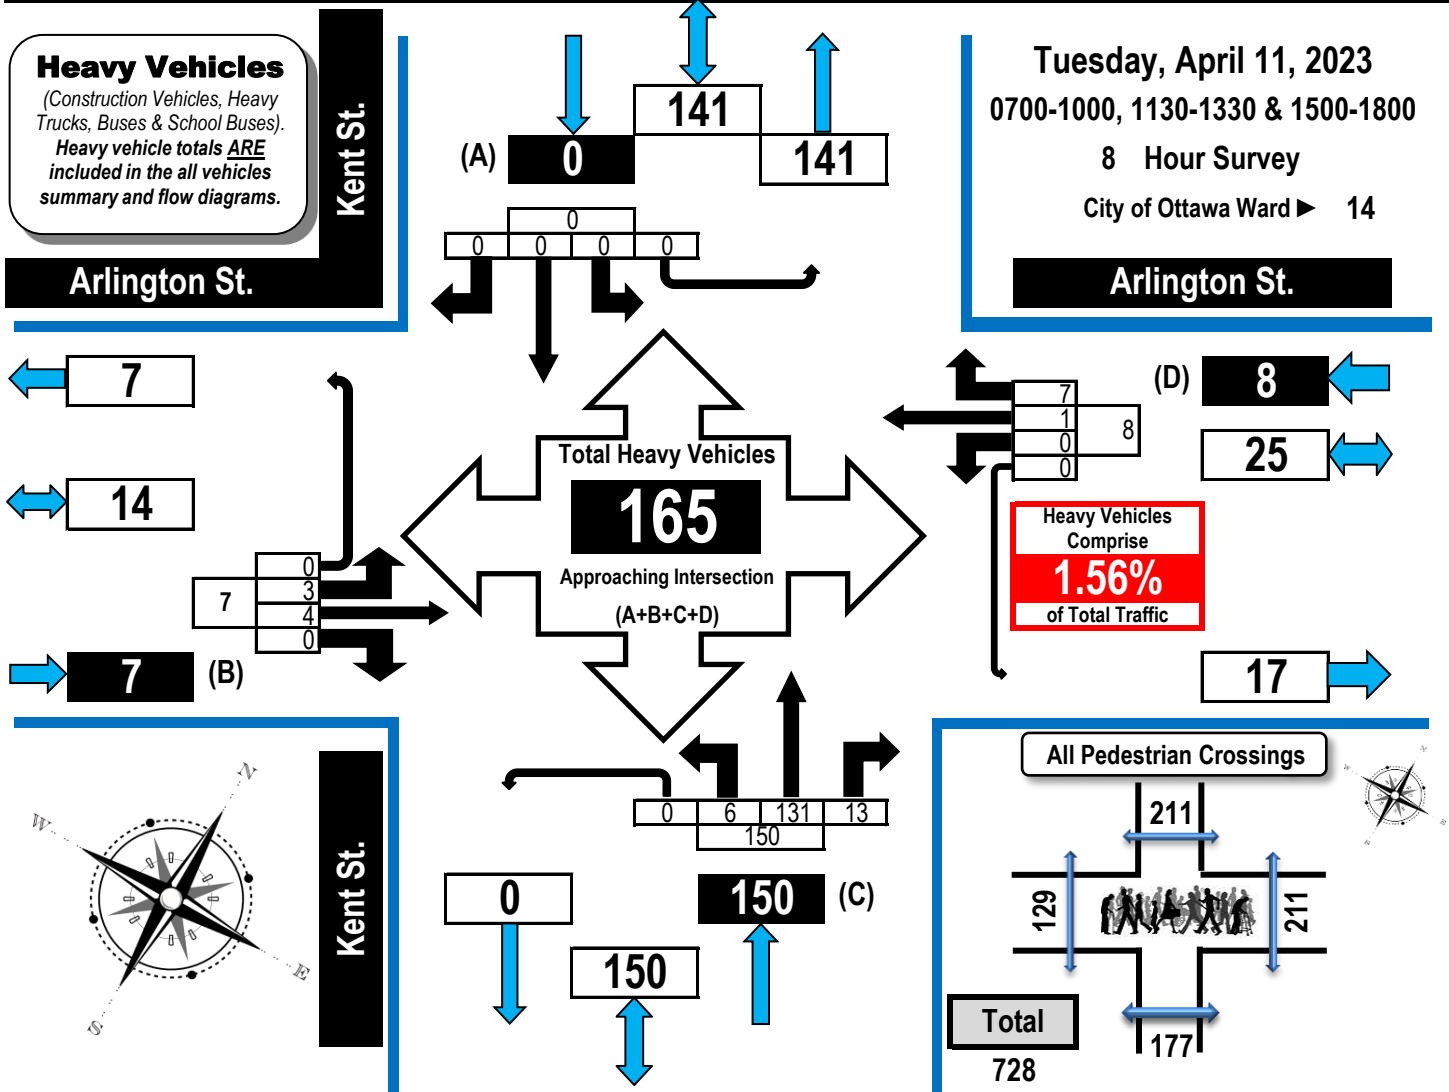 Heavy Vehicles
(Construction Vehicles, Heavy
Trucks, Buses & School Buses).
Heavy vehicle totals ARE
included in the all vehicles
summary and flow diagrams.
Kent St.
Arlington St.
141
(A)
0
141
0
0 0 0 0
Tuesday, April 11, 2023
0700-1000, 1130-1330 & 1500-1800
8 Hour Survey
City of Ottawa Ward ► 14
Arlington St.
7
14
0
3
4
0
7
7
(B)
Total Heavy Vehicles
165
Approaching Intersection
(A+B+C+D)
7
1
0
0
8
(D)
8
25
Heavy Vehicles
Comprise
1.56%
of Total Traffic
17
N
W
E
S
Kent St.
0 6 131 13
150
0
150
(C)
150
All Pedestrian Crossings
N
W
E
S
211
129
211
177
Total
728